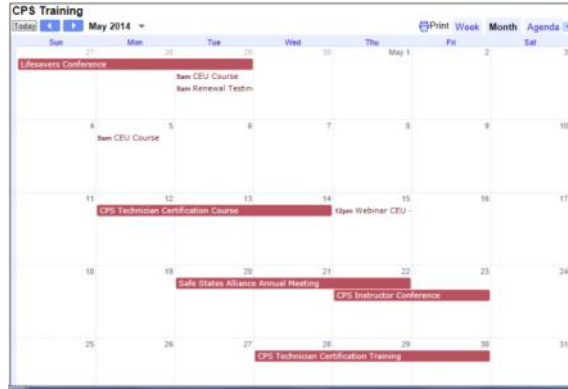 CPS Training
Today May 2014 Print Week Month Agenda
Sun Mon Tue Wed Thu Fri Sat
27 28 29 30 May 1 2 3
Lifesavers Conference
9am CEU Course
9am Renewal Testin
4 5 6 7 8 9 10
9am CEU Course
11 12 13 14 15 16 17
CPS Technician Certification Course 12pm Webinar CEU -
18 19 20 21 22 23 24
Safe States Alliance Annual Meeting
CPS Instructor Conference
25 26 27 28 29 30 31
CPS Technician Certification Training